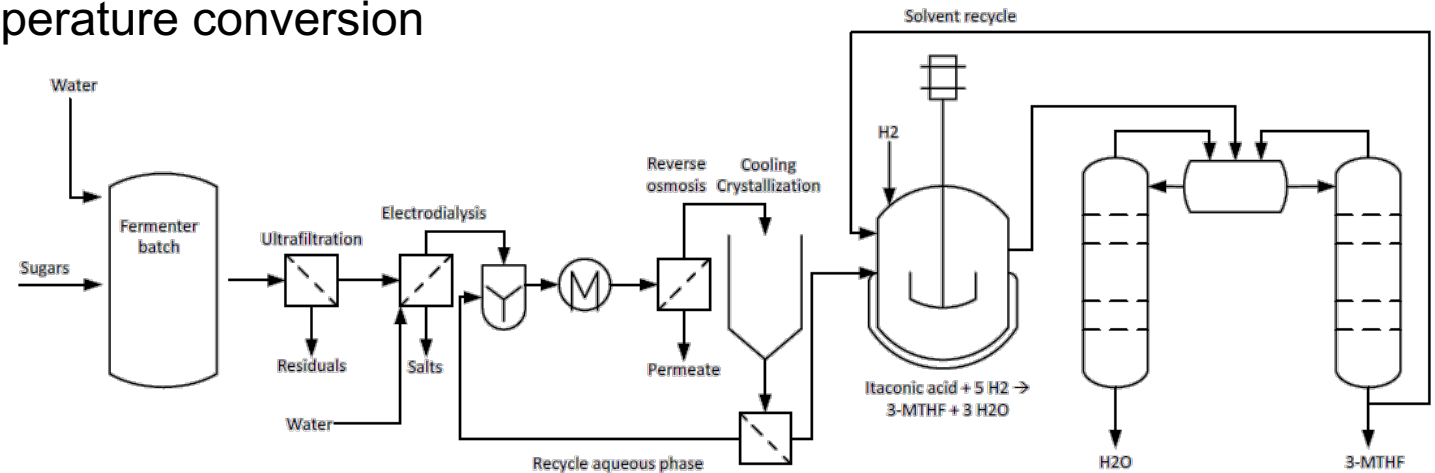 perature conversion
Solvent recycle
Water
H2
Reverse
osmosis
Cooling
Crystallization
Electrodialysis
Fermenter
batch
Ultrafiltration
Sugars
M
Residuals
Salts
Permeate
Itaconic acid + 5 H2 →
3-MTHF + 3 H2O
Water
Recycle aqueous phase
H2O
3-MTHF